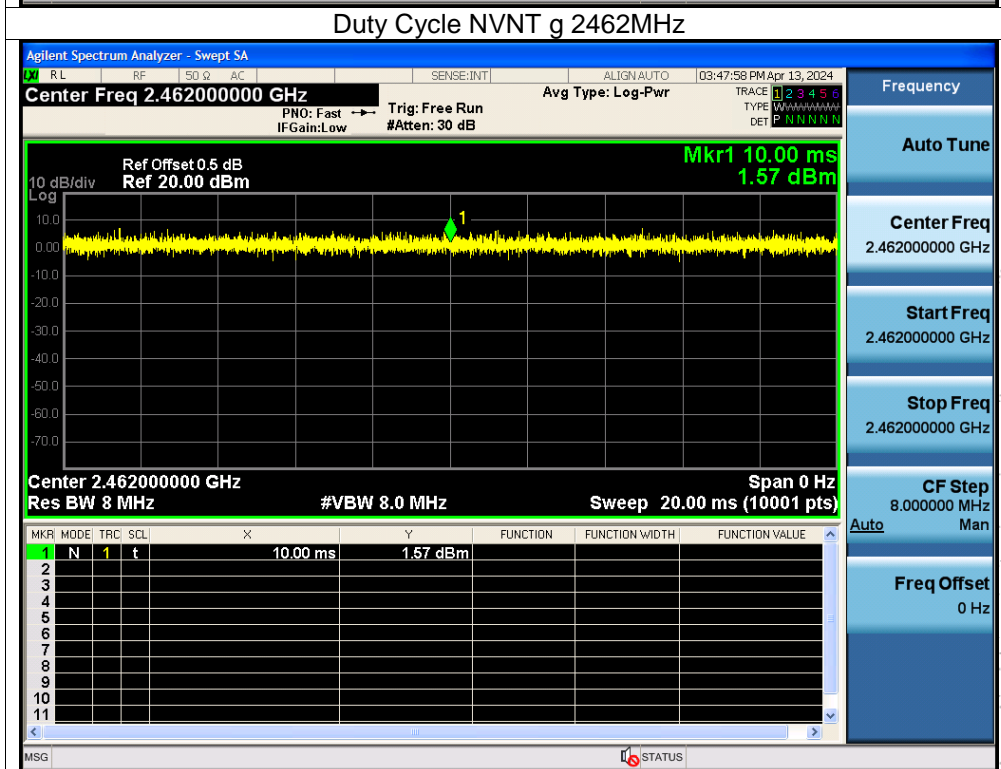 Duty Cycle NVNT g 2462MHz
Agilent Spectrum Analyzer - Swept SA
LXI RL RF 50 Ω AC SENSE:INT ALIGN AUTO 03:47:58 PM Apr 13, 2024
Center Freq 2.462000000 GHz
PNO: Fast
IFGain:Low
Trig: Free Run
#Atten: 30 dB
Avg Type: Log-Pwr
TRACE 1 2 3 4 5 6
TYPE WWWWWW
DET P N N N N N
Frequency
Auto Tune
Center Freq
2.462000000 GHz
Start Freq
2.462000000 GHz
Stop Freq
2.462000000 GHz
CF Step
8.000000 MHz
Auto Man
Freq Offset
0 Hz
Mkr1 10.00 ms
1.57 dBm
Ref Offset 0.5 dB
10 dB/div Ref 20.00 dBm
Log
10.0
0.00
-10.0
-20.0
-30.0
-40.0
-50.0
-60.0
-70.0
1
Center 2.462000000 GHz Span 0 Hz
Res BW 8 MHz #VBW 8.0 MHz Sweep 20.00 ms (10001 pts)
MKR MODE TRC SCL X Y FUNCTION FUNCTION WIDTH FUNCTION VALUE
1 N 1 t 10.00 ms 1.57 dBm
2
3
4
5
6
7
8
9
10
11
MSG STATUS